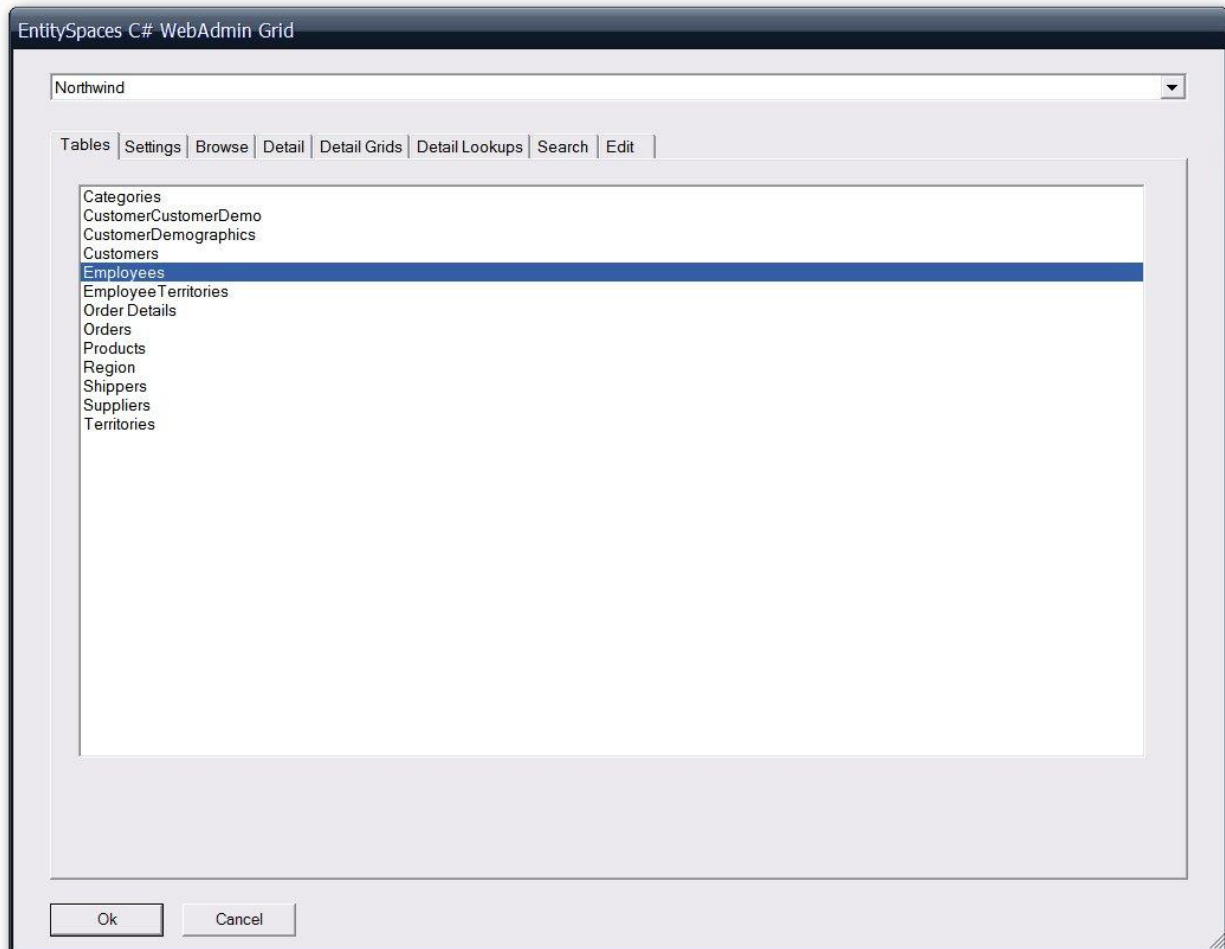 EntitySpaces C# WebAdmin Grid
Northwind
Tables Settings Browse Detail Detail Grids Detail Lookups Search Edit
Categories
CustomerCustomerDemo
CustomerDemographics
Customers
Employees
EmployeeTerritories
Order Details
Orders
Products
Region
Shippers
Suppliers
Territories
Ok Cancel